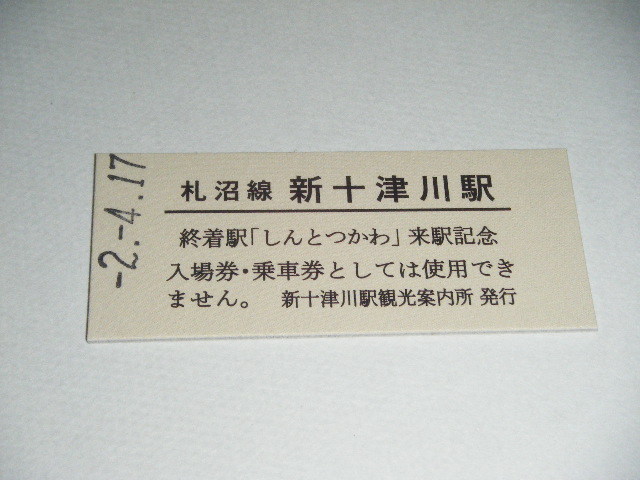 -2.-4.17
札沼線 新十津川駅
終着駅「しんとつかわ」来駅記念
入場券・乗車券としては使用でき
ません。 新十津川駅観光案内所 発行